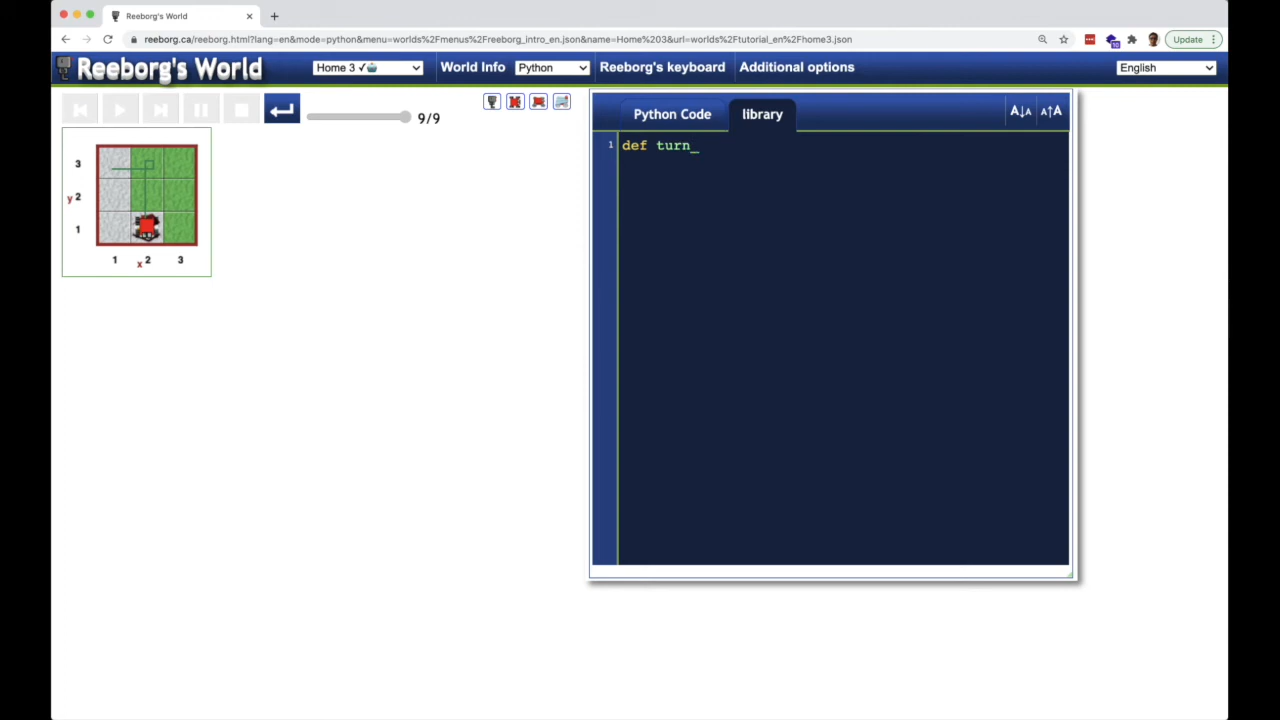 Reeborg's World
reeborg.ca/reeborg.html?lang=en&mode=python&menu=worlds%2Fmenus%2Freeborg_intro_en.json&name=Home%203&url=worlds%2Ftutorial_en%2Fhome3.json
10
Update
Reeborg's World
Home 3 ✓
World Info
Python
Reeborg's keyboard
Additional options
English
9/9
Python Code
library
A↓A
A↑A
1 def turn_
3
y 2
1
1 x 2 3